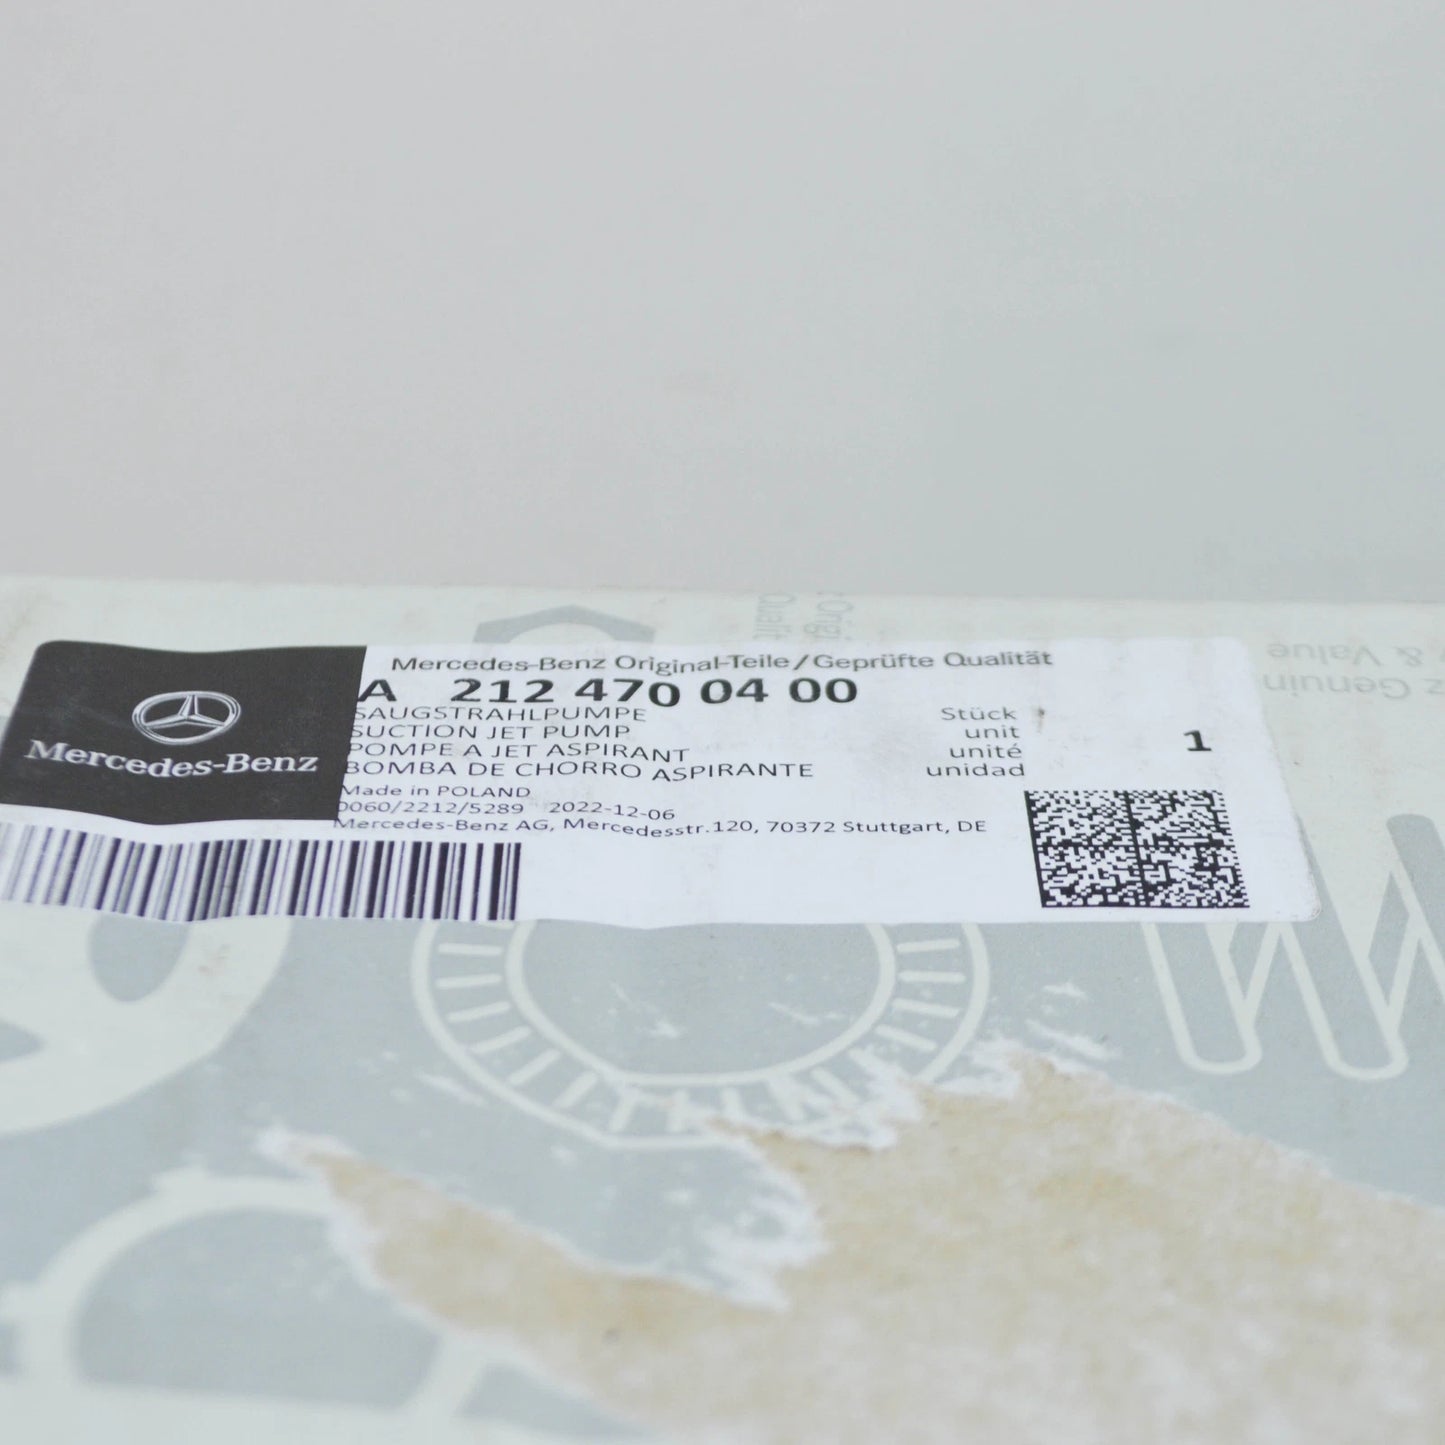 Mercedes-Benz
Mercedes-Benz Original-Teile/Geprüfte Qualität
A 212 470 04 00
SAUGSTRAHLPUMPE
SUCTION JET PUMP
POMPE A JET ASPIRANT
BOMBA DE CHORRO ASPIRANTE
Stück
unit
unité
unidad
1
Made in POLAND
0060/2212/5289 2022-12-06
Mercedes-Benz AG, Mercedesstr.120, 70372 Stuttgart, DE
& Value